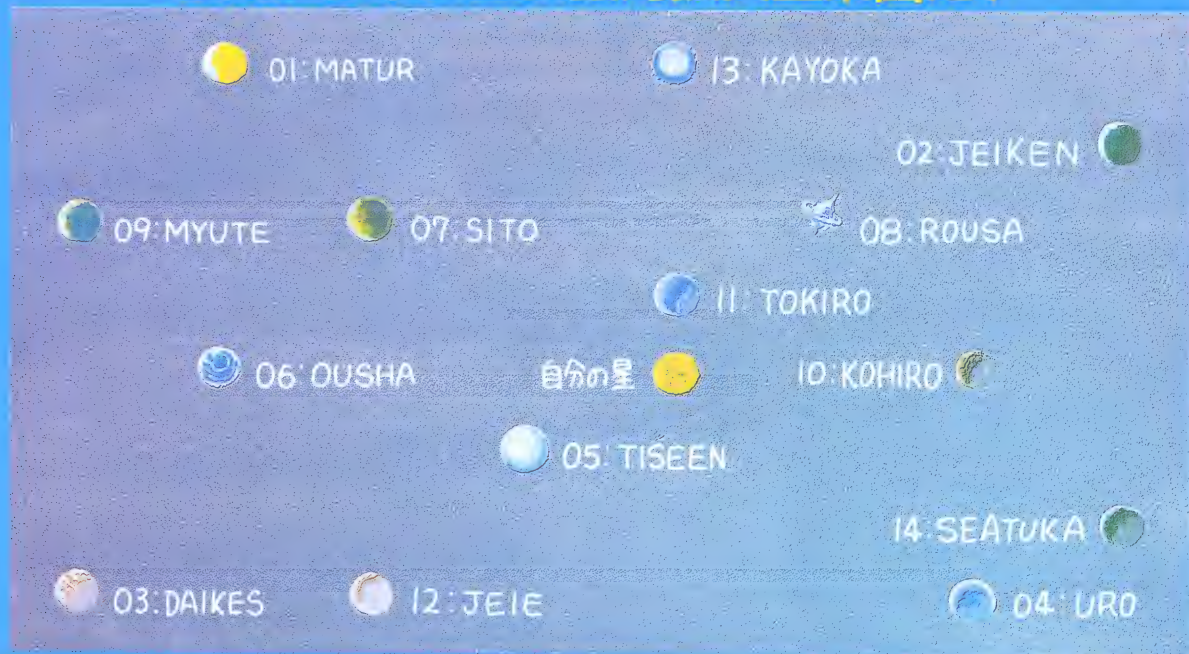 01:MATUR
13:KAYOKA
02:JEIKEN
09:MYUTE
07:SITO
08:ROUSA
11:TOKIRO
06:OUSHA
自分の星
10:KOHIRO
05:TISEEN
14:SEATUKA
03:DAIKES
12:JEIE
04:URO